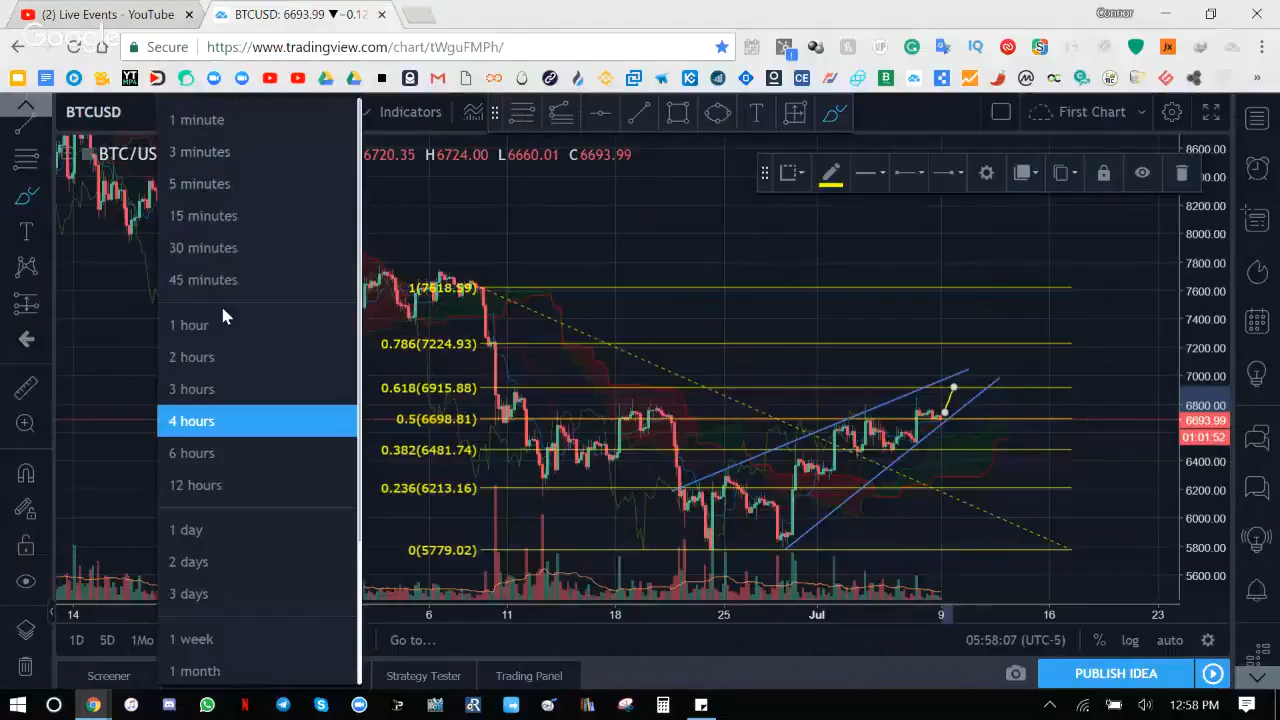 (2) Live Events - YouTube
BTCUSD: 6693.99 ▼ -0.12
Connor
Google
Secure
https://www.tradingview.com/chart/tWguFMPh/
BTCUSD
Indicators
First Chart
BTC/US
6720.35 H6724.00 L6660.01 C6693.99
1 minute
3 minutes
5 minutes
15 minutes
30 minutes
45 minutes
1 hour
2 hours
3 hours
4 hours
6 hours
12 hours
1 day
2 days
3 days
1 week
1 month
1(7618.59)
0.786(7224.93)
0.618(6915.88)
0.5(6698.81)
0.382(6481.74)
0.236(6213.16)
0(5779.02)
8600.00
8200.00
8000.00
7800.00
7600.00
7400.00
7200.00
7000.00
6800.00
6693.99
01:01:52
6400.00
6200.00
6000.00
5800.00
5600.00
14
6
11
18
25
Jul
9
16
23
1D 5D 1Mo
Go to...
05:58:07 (UTC-5)
% log auto
Screener
Strategy Tester
Trading Panel
PUBLISH IDEA
12:58 PM